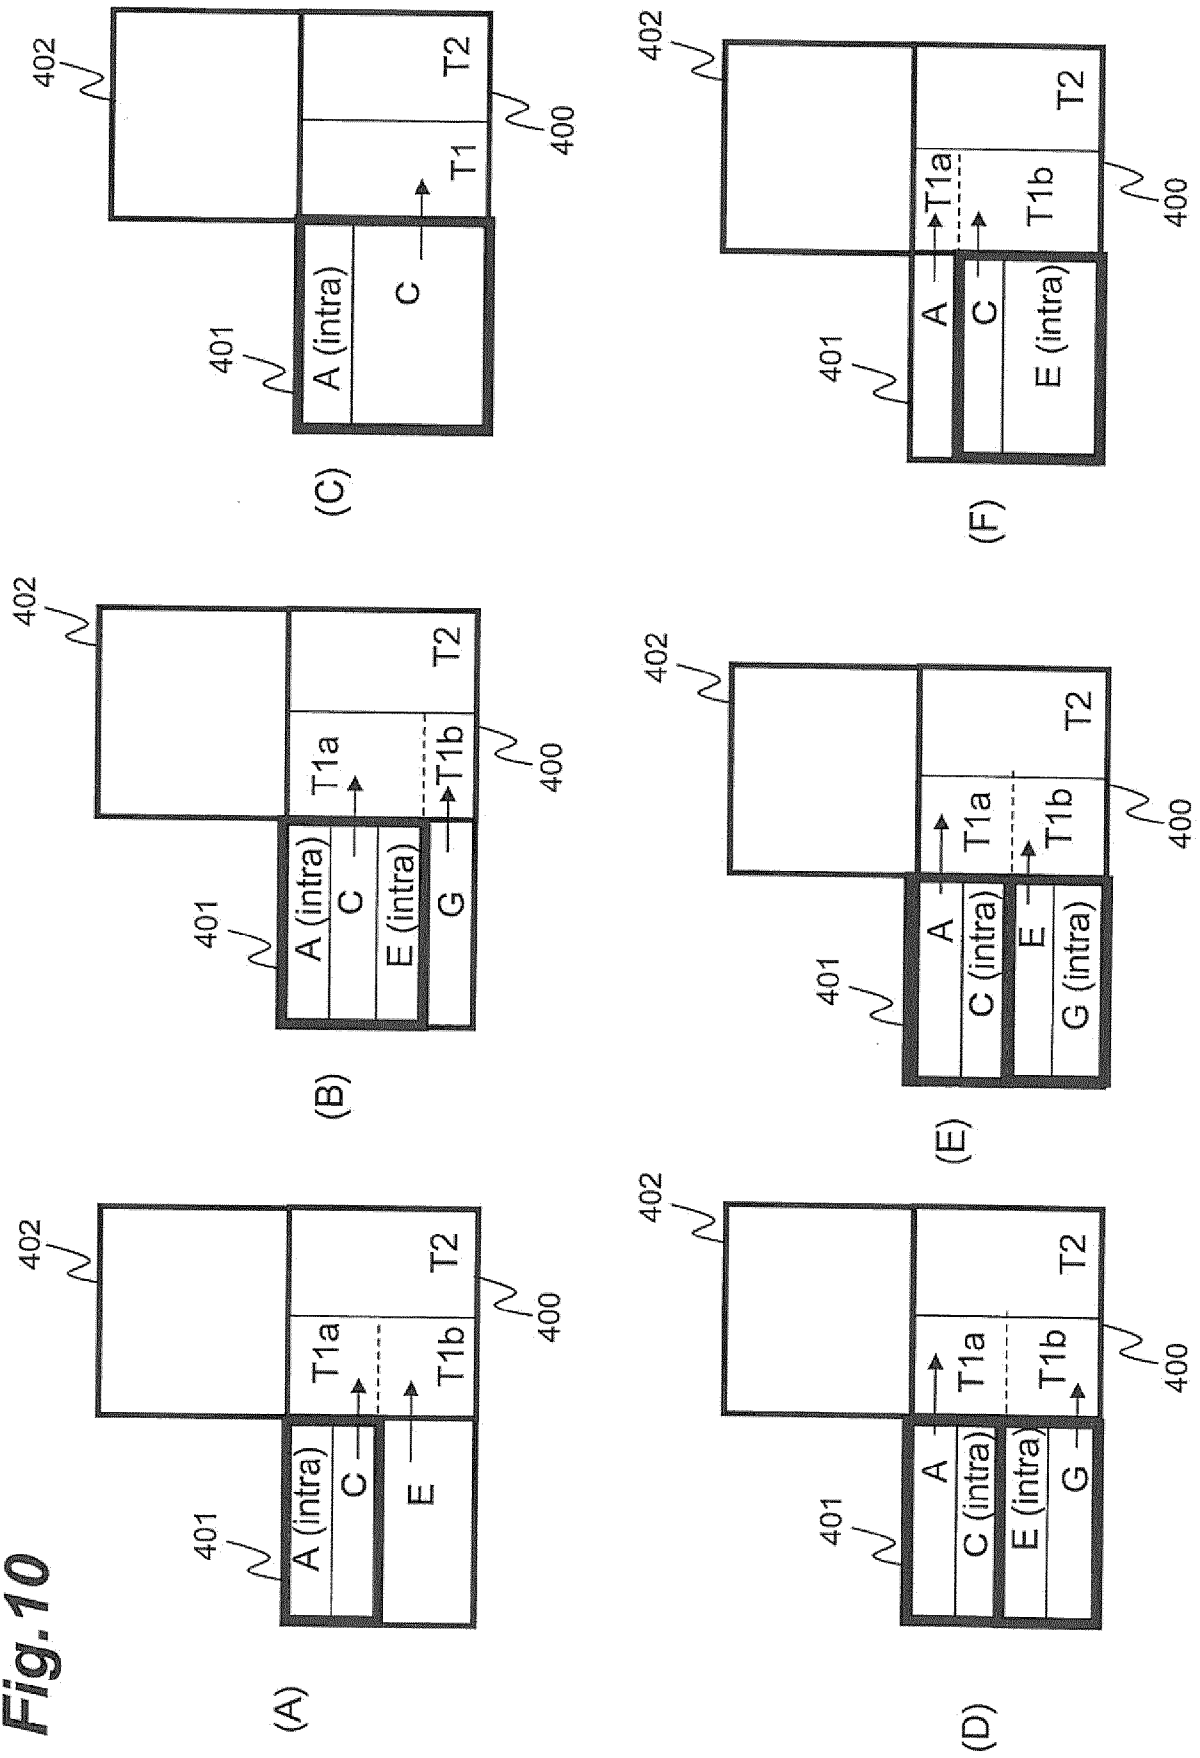 Fig.10
(A)
401
402
A (intra)
C
E
T1a
T1b
T2
400
(B)
401
402
A (intra)
C
E (intra)
G
T1a
T1b
T2
400
(C)
401
402
A (intra)
C
T1
T2
400
(D)
401
402
A
C (intra)
E (intra)
G
T1a
T1b
T2
400
(E)
401
402
A
C (intra)
E
G (intra)
T1a
T1b
T2
400
(F)
401
402
A
C
E (intra)
T1a
T1b
T2
400